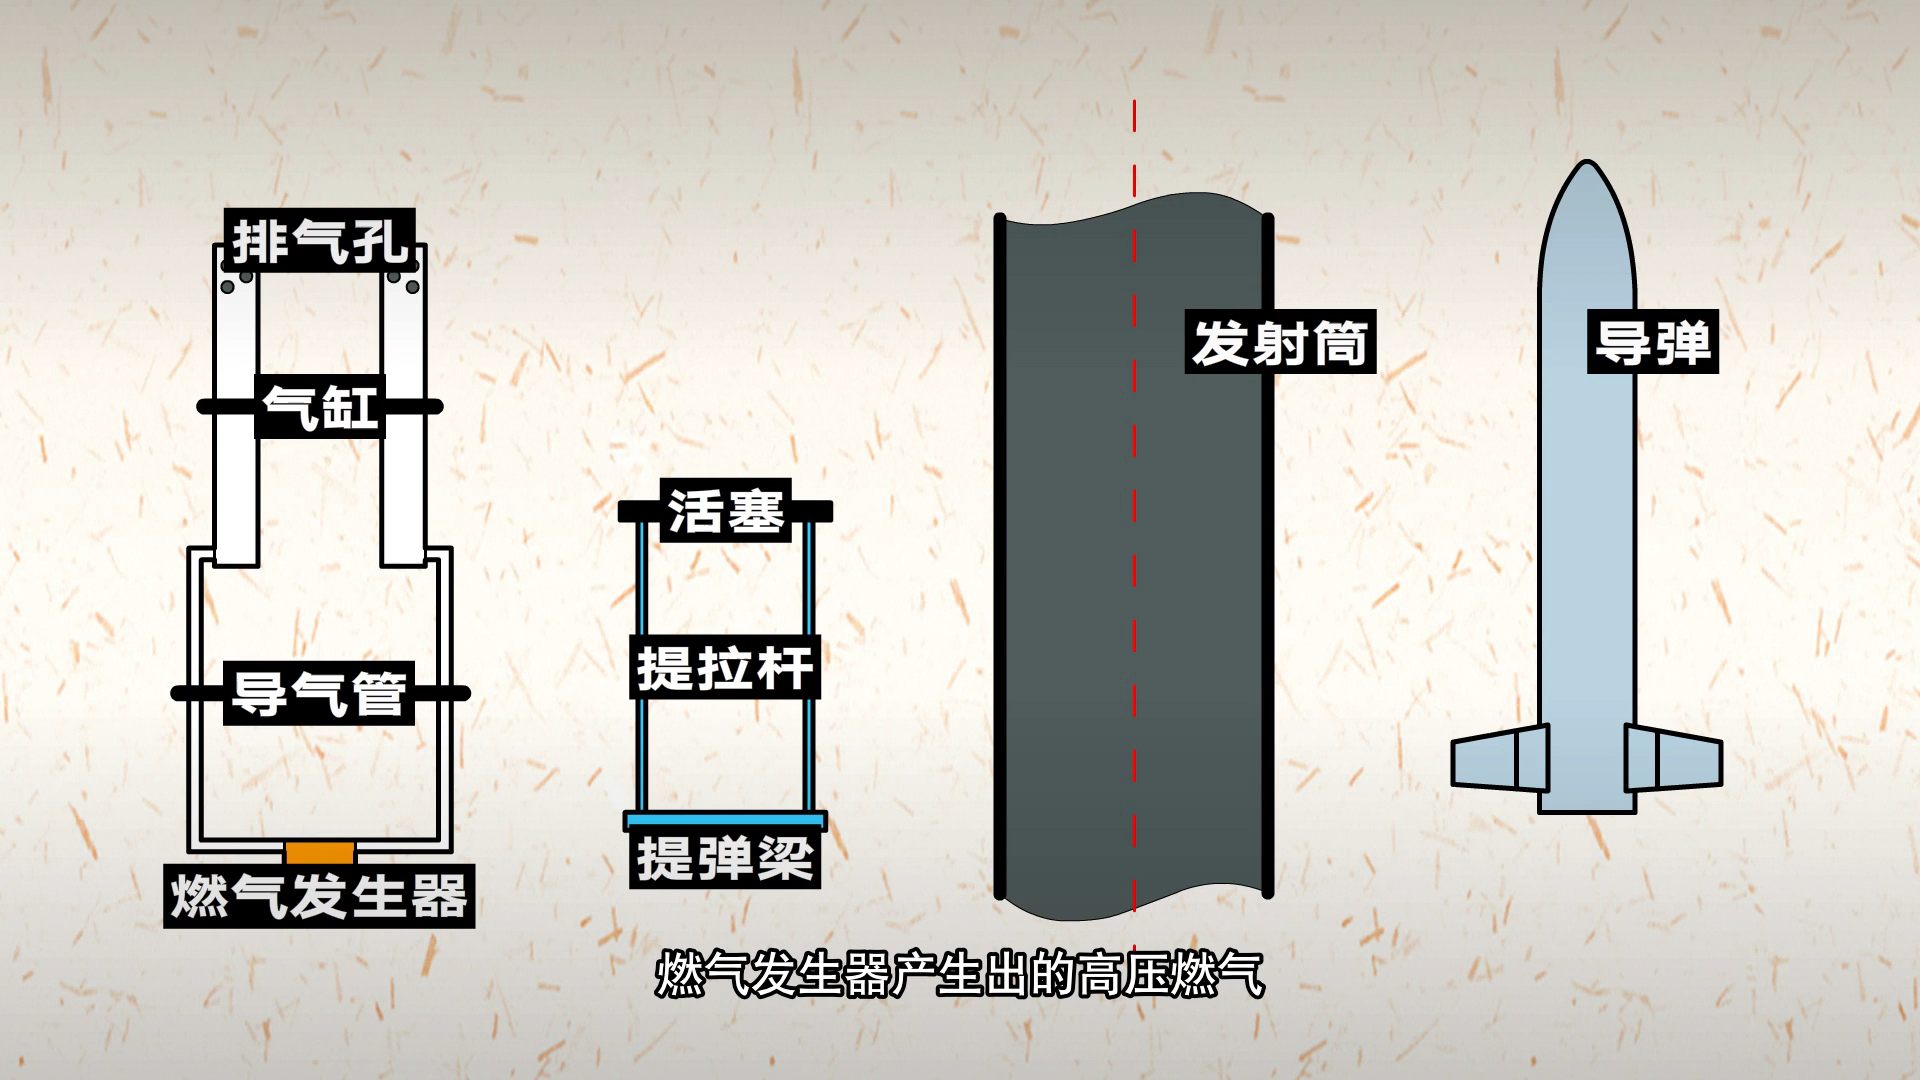 排气孔
气缸
导气管
燃气发生器
活塞
提拉杆
提弹梁
发射筒
导弹
燃气发生器产生出的高压燃气